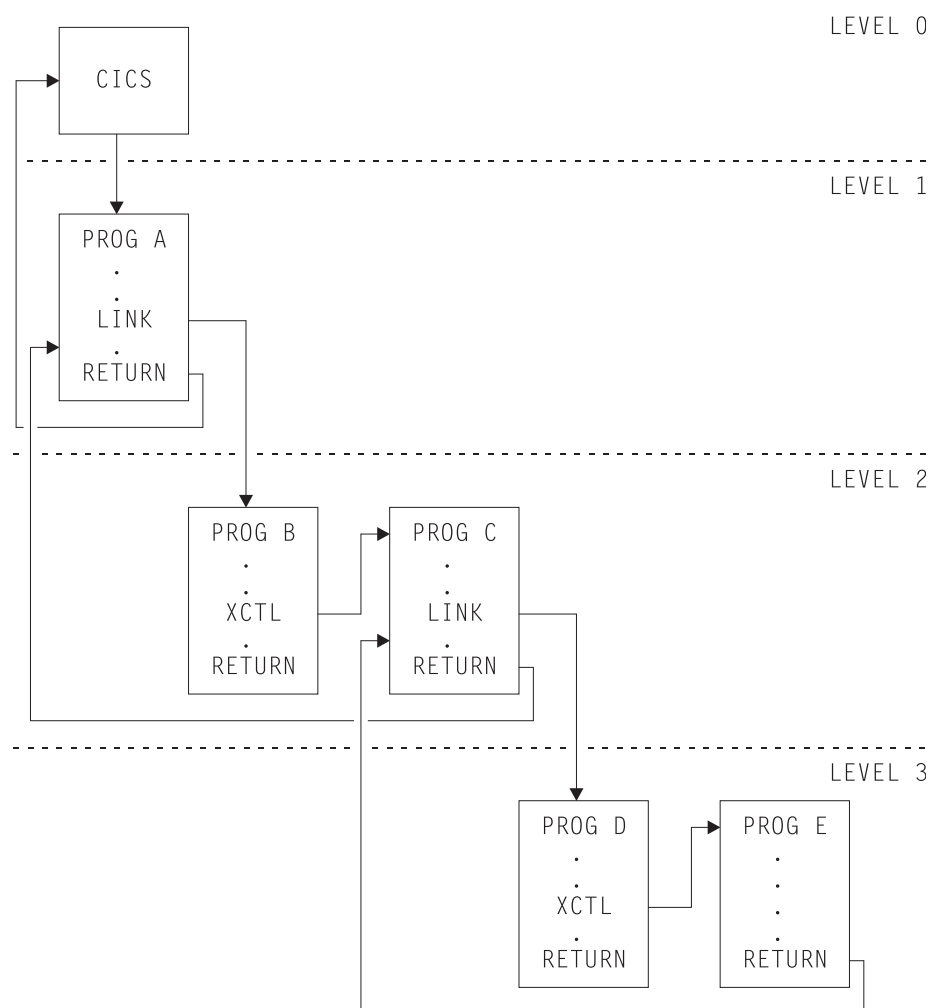 LEVEL 0
CICS
LEVEL 1
PROG A
.
.
LINK
.
RETURN
LEVEL 2
PROG B
.
.
XCTL
.
RETURN
PROG C
.
.
LINK
.
RETURN
LEVEL 3
PROG D
.
.
XCTL
.
RETURN
PROG E
.
.
.
.
RETURN